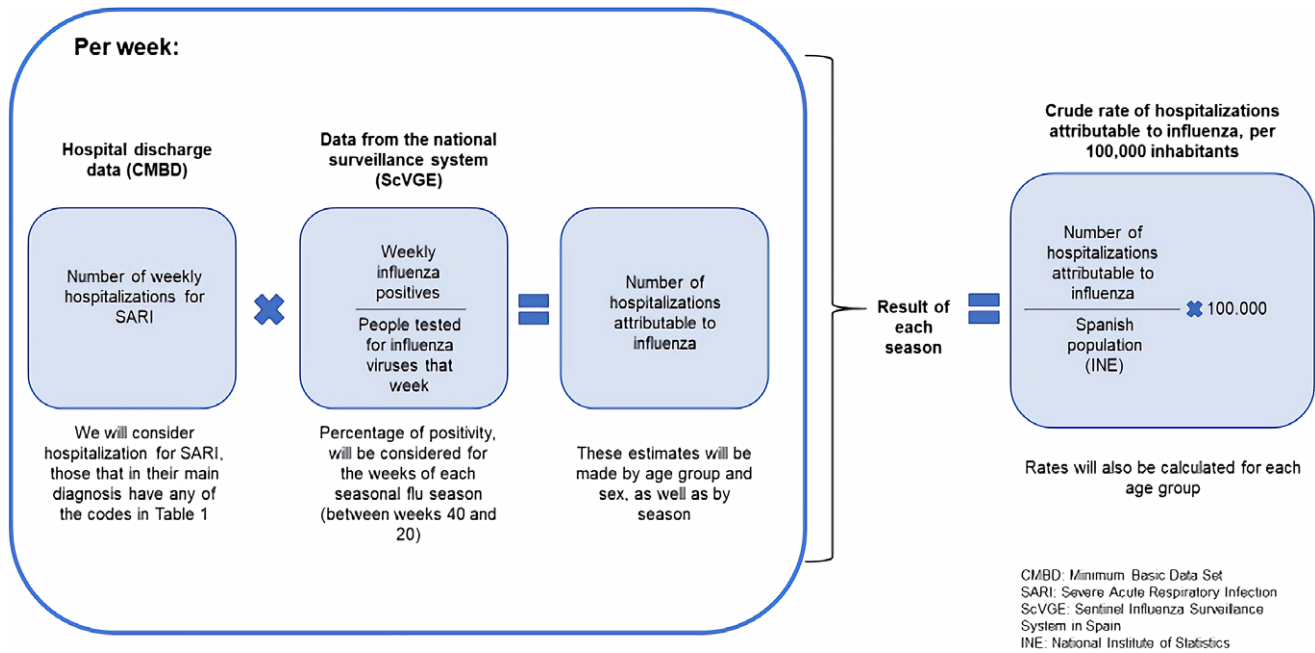 Per week:
Hospital discharge
data (CMBD)
Number of weekly
hospitalizations for
SARI
We will consider
hospitalization for SARI,
those that in their main
diagnosis have any of
the codes in Table 1
Data from the national
surveillance system
(ScVGE)
Weekly
influenza
positives
People tested
for influenza
viruses that
week
Percentage of positivity,
will be considered for
the weeks of each
seasonal flu season
(between weeks 40 and
20)
Number of
hospitalizations
attributable to
influenza
These estimates will be
made by age group and
sex, as well as by
season
Result of
each
season
Crude rate of hospitalizations
attributable to influenza, per
100,000 inhabitants
Number of
hospitalizations
attributable to
influenza
Spanish
population
(INE)
100.000
Rates will also be calculated for each
age group
CMBD: Minimum Basic Data Set
SARI: Severe Acute Respiratory Infection
ScVGE: Sentinel Influenza Surveillance
System in Spain
INE: National Institute of Statistics